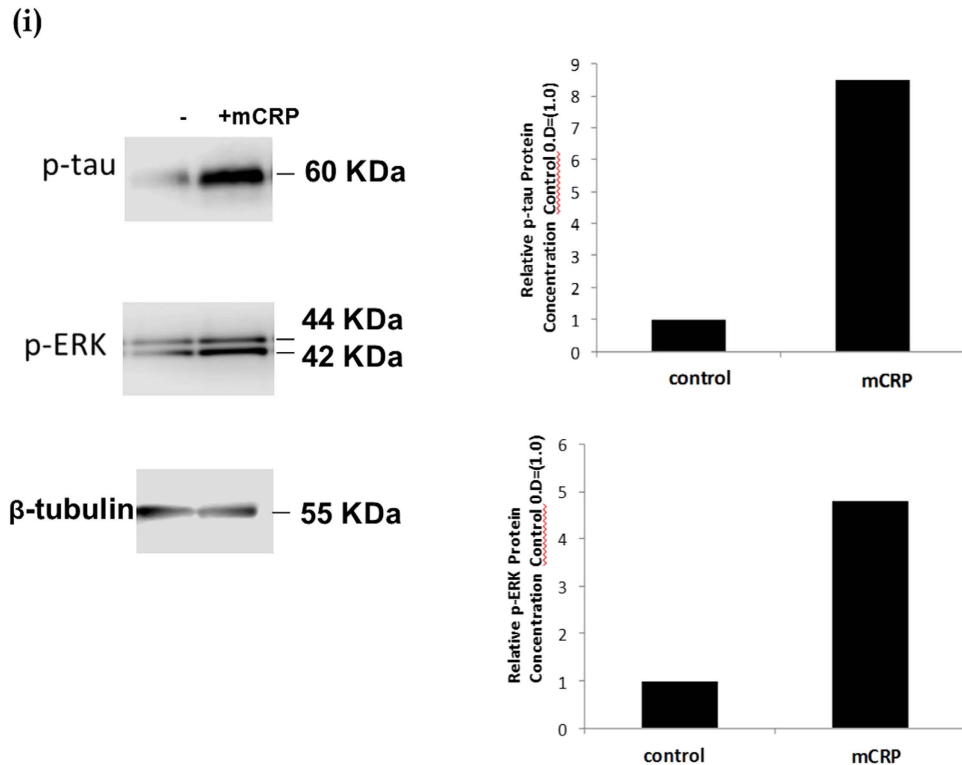 (i)
- +mCRP
p-tau
60 KDa
p-ERK
44 KDa
42 KDa
β-tubulin
55 KDa
Relative p-tau Protein
Concentration Control 0.D=(1.0)
9
8
7
6
5
4
3
2
1
0
control mCRP
Relative p-ERK Protein
Concentration Control 0.D=(1.0)
6
5
4
3
2
1
0
control mCRP